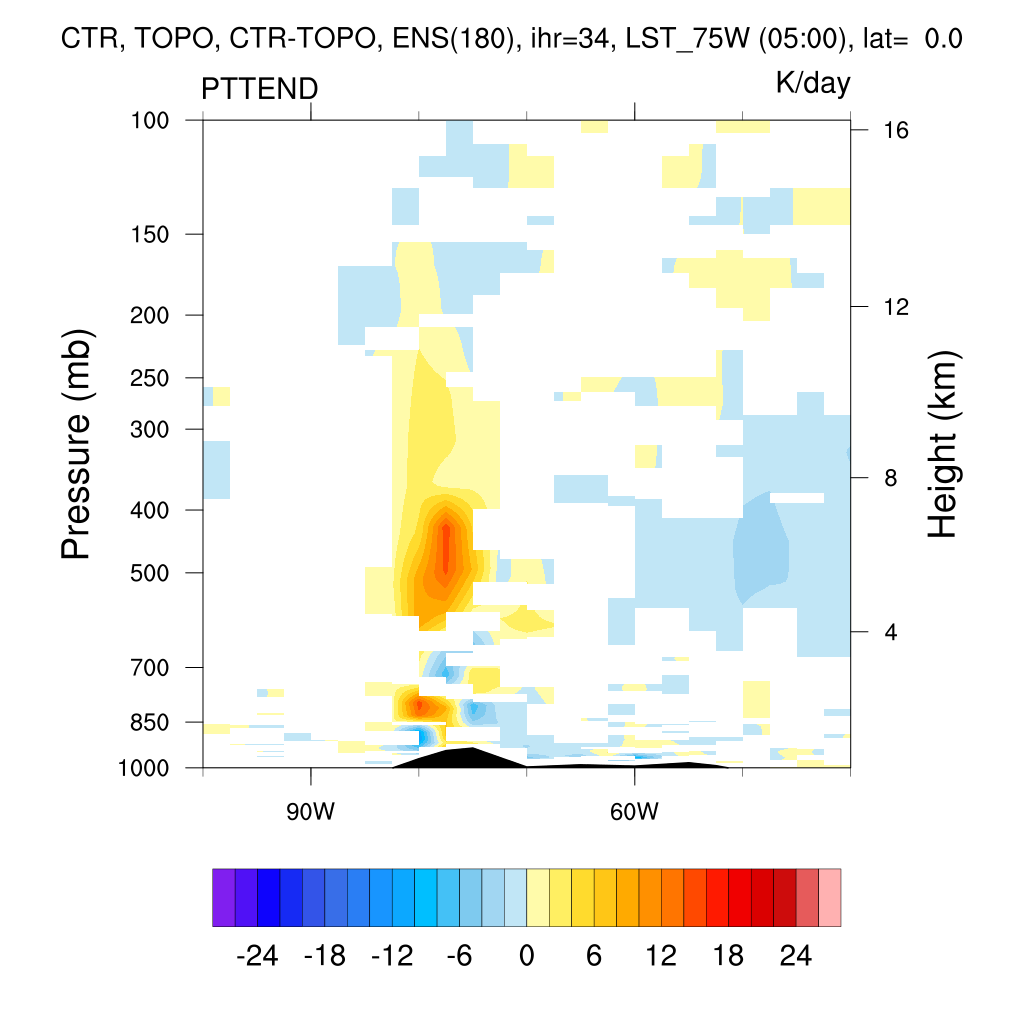 CTR, TOPO, CTR-TOPO, ENS(180), ihr=34, LST_75W (05:00), lat= 0.0
PTTEND
K/day
100
150
200
250
300
400
500
700
850
1000
Pressure (mb)
16
12
8
4
Height (km)
90W
60W
-24 -18 -12 -6 0 6 12 18 24